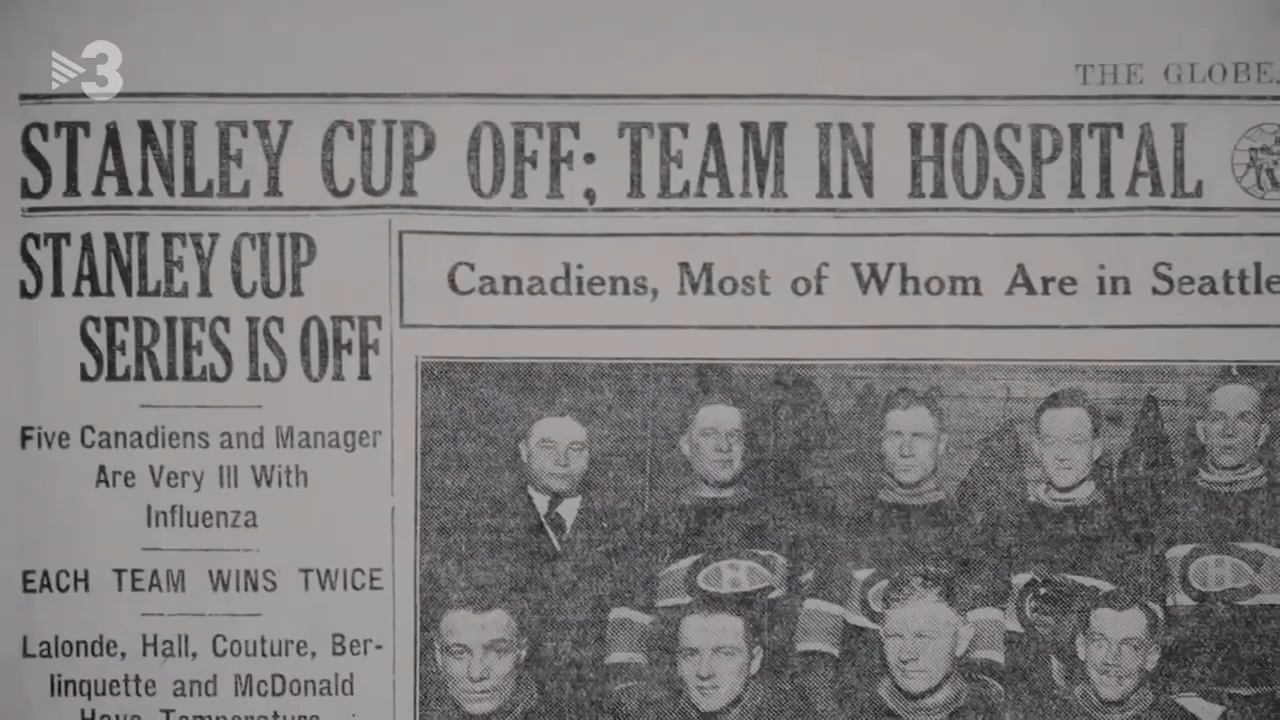 3
THE GLOBE,
STANLEY CUP OFF; TEAM IN HOSPITAL
STANLEY CUP
SERIES IS OFF
Canadiens, Most of Whom Are in Seattle
Five Canadiens and Manager
Are Very Ill With
Influenza
EACH TEAM WINS TWICE
Lalonde, Hall, Couture, Ber-
linquette and McDonald
Have Temperature